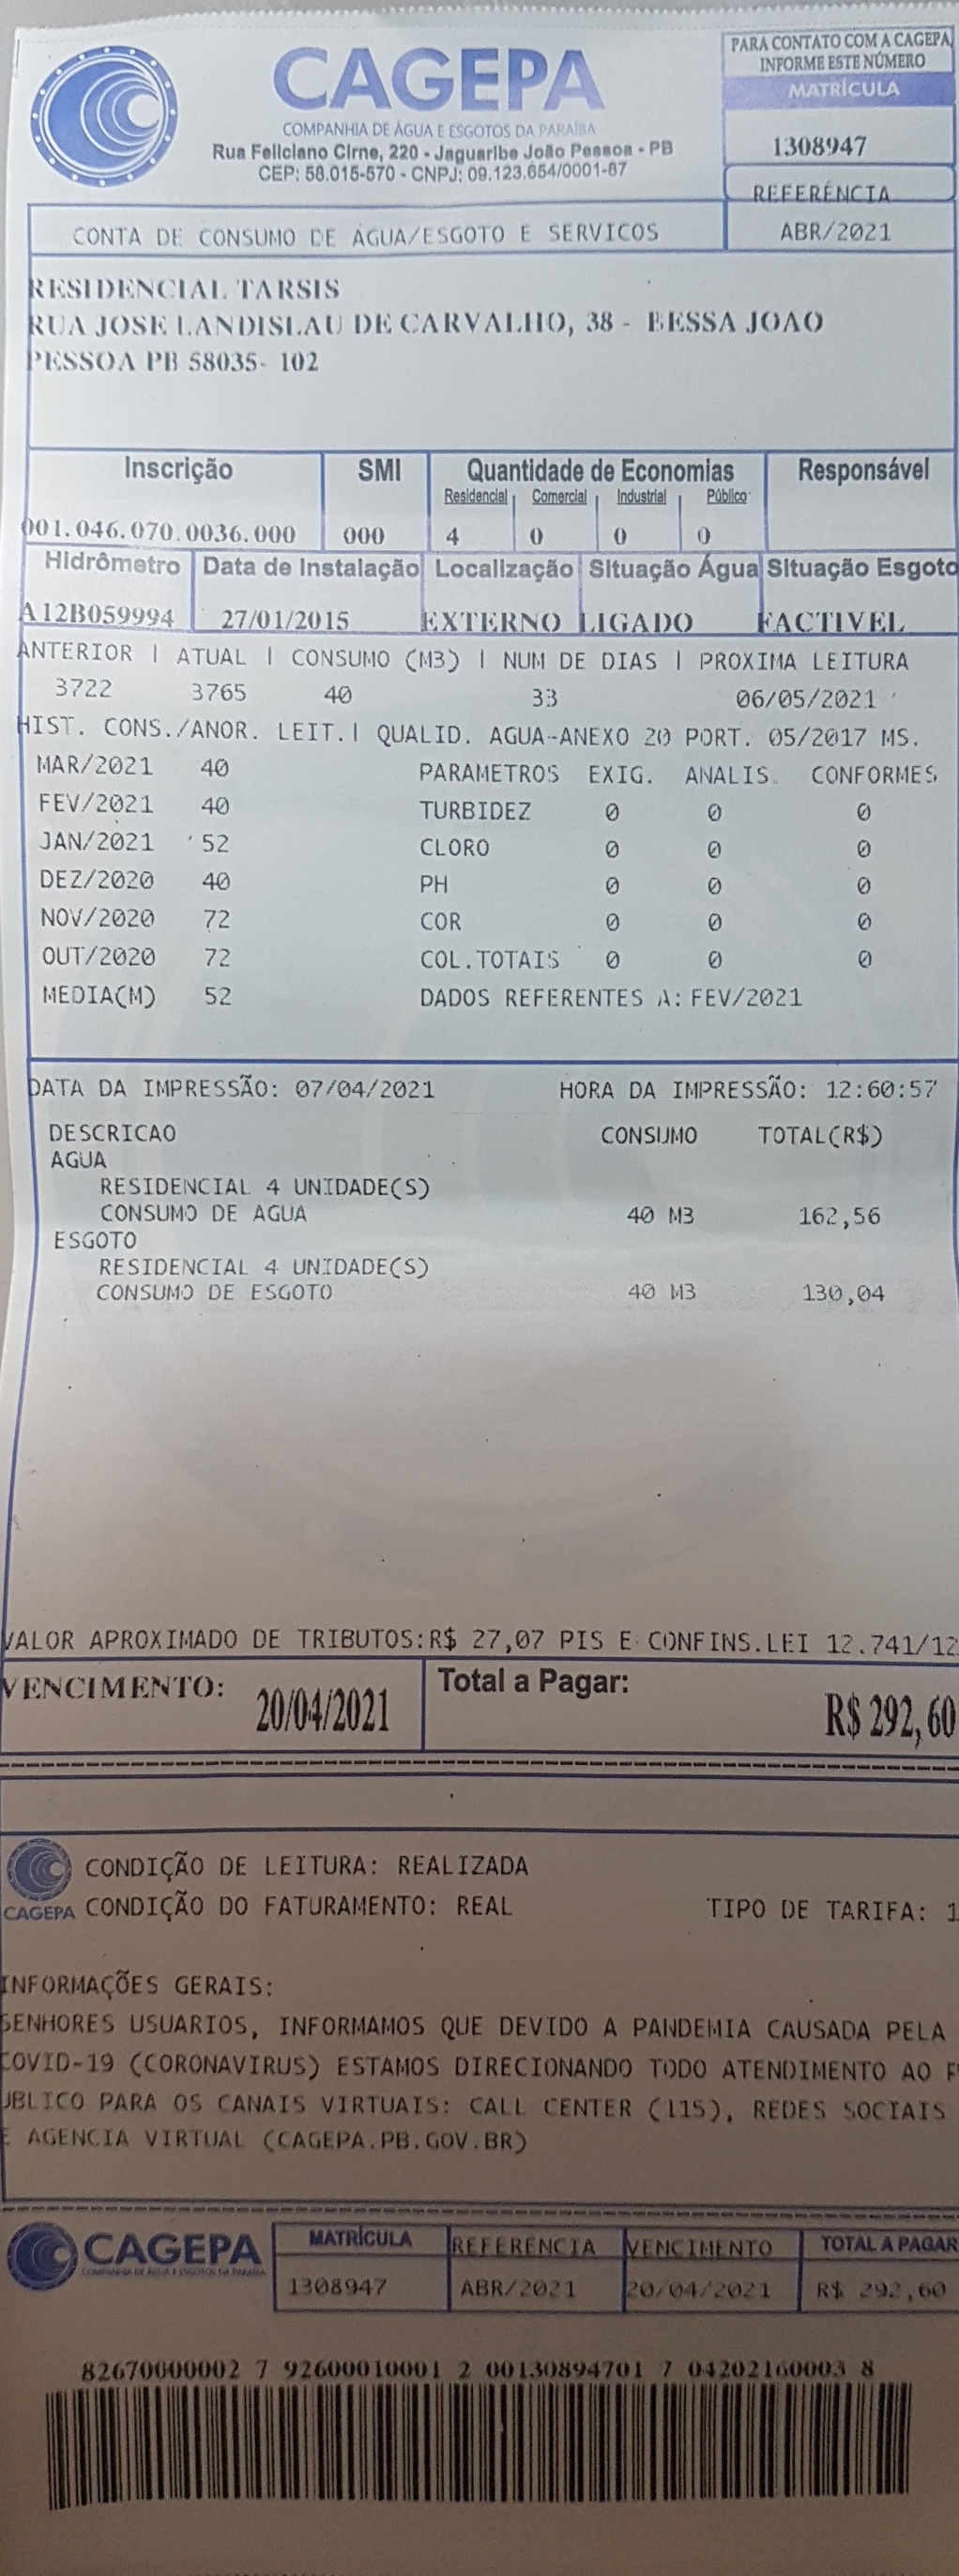 CAGEPA
COMPANHIA DE ÁGUA E ESGOTOS DA PARAÍBA
Rua Feliciano Cirne, 220 - Jaguaribe João Pessoa - PB
CEP: 58.015-570 - CNPJ: 09.123.654/0001-87
PARA CONTATO COM A CAGEPA,
INFORME ESTE NÚMERO
MATRÍCULA
1308947
REFERÊNCIA
CONTA DE CONSUMO DE ÁGUA/ESGOTO E SERVICOS ABR/2021
RESIDENCIAL TARSIS
RUA JOSE LANDISLAU DE CARVALHO, 38 - BESSA JOAO
PESSOA PB 58035- 102
Inscrição SMI Quantidade de Economias Responsável
Residencial Comercial Industrial Público
001.046.070.0036.000 000 4 0 0 0
Hidrômetro Data de Instalação Localização Situação Água Situação Esgoto
A12B059994 27/01/2015 EXTERNO LIGADO FACTIVEL
ANTERIOR | ATUAL | CONSUMO (M3) | NUM DE DIAS | PROXIMA LEITURA
3722 3765 40 33 06/05/2021
HIST. CONS./ANOR. LEIT.| QUALID. AGUA-ANEXO 20 PORT. 05/2017 MS.
MAR/2021 40 PARAMETROS EXIG. ANALIS. CONFORMES
FEV/2021 40 TURBIDEZ 0 0 0
JAN/2021 52 CLORO 0 0 0
DEZ/2020 40 PH 0 0 0
NOV/2020 72 COR 0 0 0
OUT/2020 72 COL.TOTAIS 0 0 0
MEDIA(M) 52 DADOS REFERENTES A: FEV/2021
DATA DA IMPRESSÃO: 07/04/2021 HORA DA IMPRESSÃO: 12:60:57
DESCRICAO CONSUMO TOTAL(R$)
AGUA
RESIDENCIAL 4 UNIDADE(S)
CONSUMO DE AGUA 40 M3 162,56
ESGOTO
RESIDENCIAL 4 UNIDADE(S)
CONSUMO DE ESGOTO 40 M3 130,04
VALOR APROXIMADO DE TRIBUTOS:R$ 27,07 PIS E CONFINS.LEI 12.741/12
VENCIMENTO: 20/04/2021 Total a Pagar: R$ 292,60
CONDIÇÃO DE LEITURA: REALIZADA
CAGEPA CONDIÇÃO DO FATURAMENTO: REAL TIPO DE TARIFA: 1
INFORMAÇÕES GERAIS:
SENHORES USUARIOS, INFORMAMOS QUE DEVIDO A PANDEMIA CAUSADA PELA
COVID-19 (CORONAVIRUS) ESTAMOS DIRECIONANDO TODO ATENDIMENTO AO P
UBLICO PARA OS CANAIS VIRTUAIS: CALL CENTER (115), REDES SOCIAIS
E AGENCIA VIRTUAL (CAGEPA.PB.GOV.BR)
CAGEPA
COMPANHIA DE ÁGUA E ESGOTOS DA PARAÍBA
MATRÍCULA REFERÊNCIA VENCIMENTO TOTAL A PAGAR
1308947 ABR/2021 20/04/2021 R$ 292,60
82670000002 7 92600010001 2 00130894701 7 04202160003 8